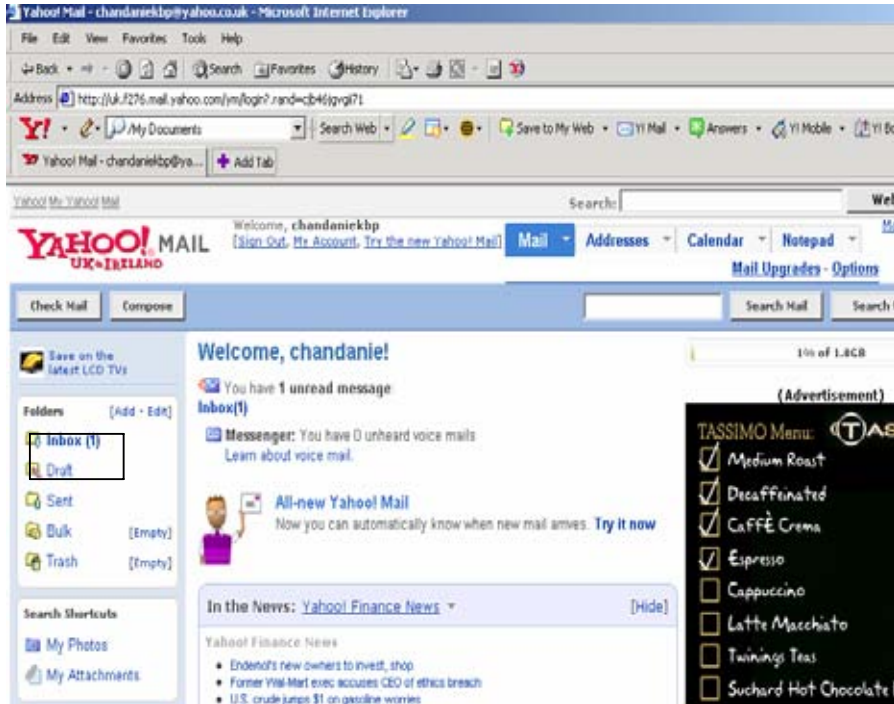 Yahoo! Mail - chandaniekbp@yahoo.co.uk - Microsoft Internet Explorer
File Edit View Favorites Tools Help
Back Search Favorites History
Address http://uk.f276.mail.yahoo.com/ym/login?.rand=
Y! My Documents Search Web Save to My Web Y! Mail Answers Y! Mobile
Yahoo! Mail - chandaniekbp@ya... Add Tab
Yahoo! My Yahoo! Mail Search:
YAHOO! MAIL
UK & IRELAND
Welcome, chandaniekbp
[Sign Out, My Account, Try the new Yahoo! Mail]
Mail Addresses Calendar Notepad
Mail Upgrades - Options
Check Mail Compose Search Mail Search
Save on the
latest LCD TVs
Folders [Add - Edit]
Inbox (1)
Draft
Sent
Bulk [Empty]
Trash [Empty]
Search Shortcuts
My Photos
My Attachments
Welcome, chandanie!
You have 1 unread message
Inbox(1)
Messenger: You have 0 unheard voice mails
Learn about voice mail.
All-new Yahoo! Mail
Now you can automatically know when new mail arrives. Try it now
In the News: Yahoo! Finance News [Hide]
Yahoo! Finance News
• Endemol's new owners to invest, shop
• Former Wal-Mart exec accuses CEO of ethics breach
• U.S. crude jumps $1 on gasoline worries
1% of 1.0GB
(Advertisement)
TASSIMO Menu: TAS
Medium Roast
Decaffeinated
Caffè Crema
Espresso
Cappuccino
Latte Macchiato
Twinings Teas
Suchard Hot Chocolate